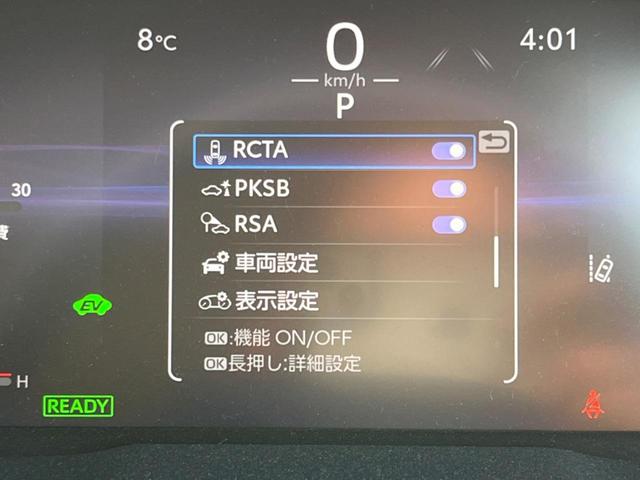 8°C
0
4:01
km/h
P
RCTA
PKSB
30
RSA
費
車両設定
表示設定
EV
OK:機能 ON/OFF
OK長押し:詳細設定
H
READY